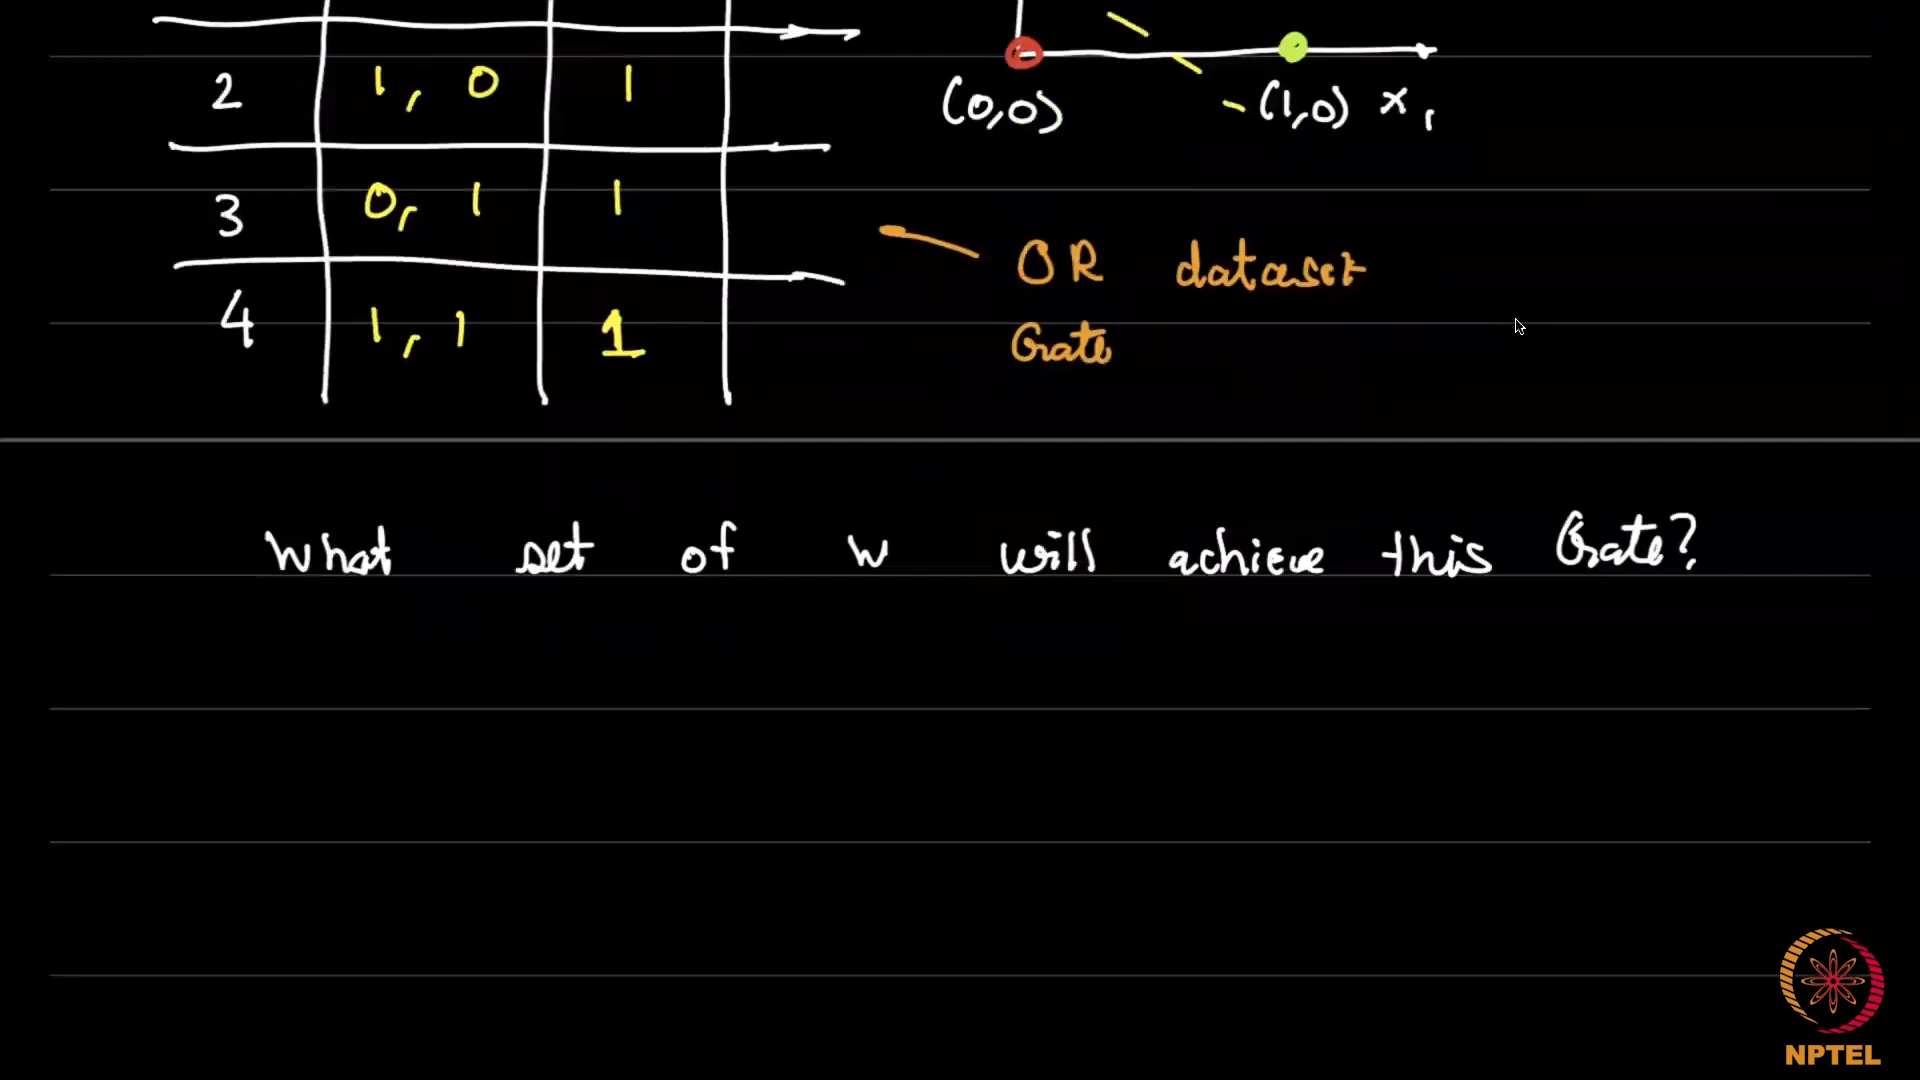 2 1, 0 1
(0,0) (1,0) x₁
3 0, 1 1
OR dataset
4 1, 1 1
Gate
What set of w will achieve this Gate?
NPTEL